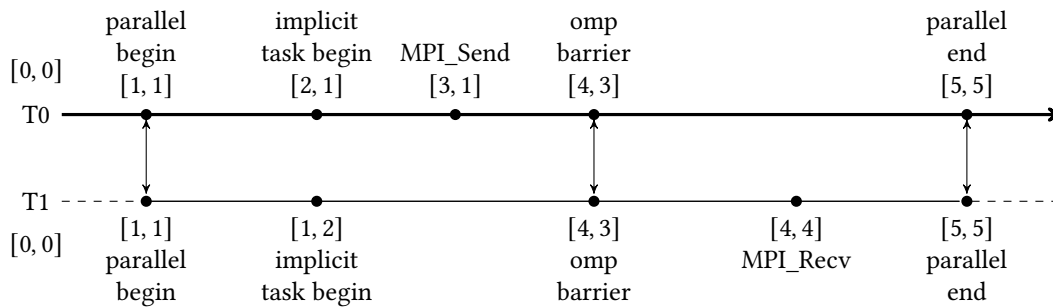 parallel implicit omp parallel
begin task begin MPI_Send barrier end
[0, 0] [1, 1] [2, 1] [3, 1] [4, 3] [5, 5]
T0
T1
[0, 0] [1, 1] [1, 2] [4, 3] [4, 4] [5, 5]
parallel implicit omp MPI_Recv parallel
begin task begin barrier end